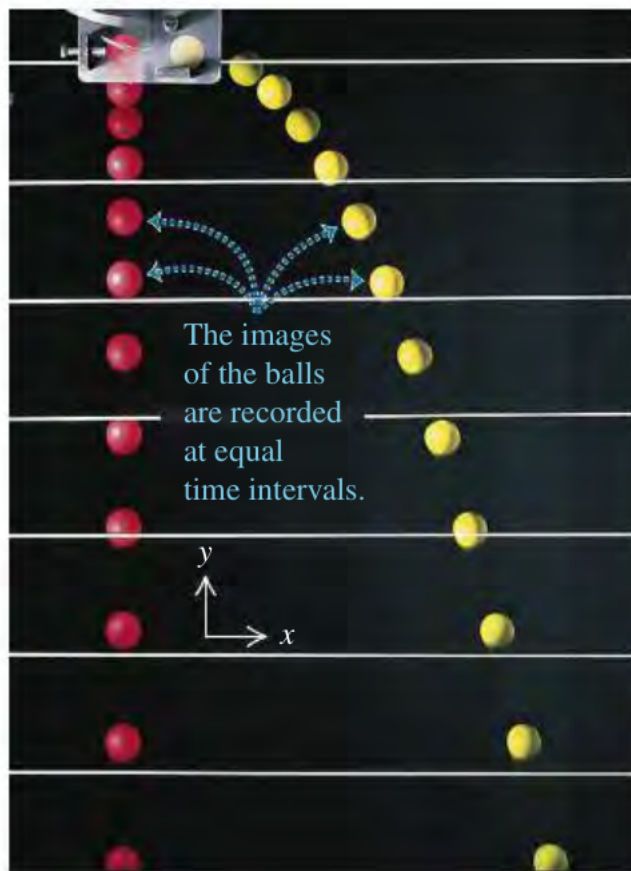 The images
of the balls
are recorded
at equal
time intervals.
y
x